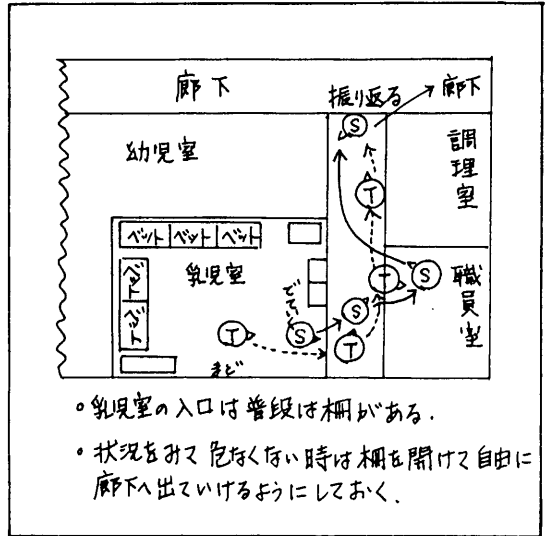 廊下
振り返る
廊下
幼児室
S
調理室
T
ベット ベット ベット
乳児室
ベット
ベット
でていく
T
S
職員室
S
T
S
T
まど
・乳児室の入口は普段は柵がある.
・状況をみて危なくない時は柵を開けて自由に
廊下へ出ていけるようにしておく.